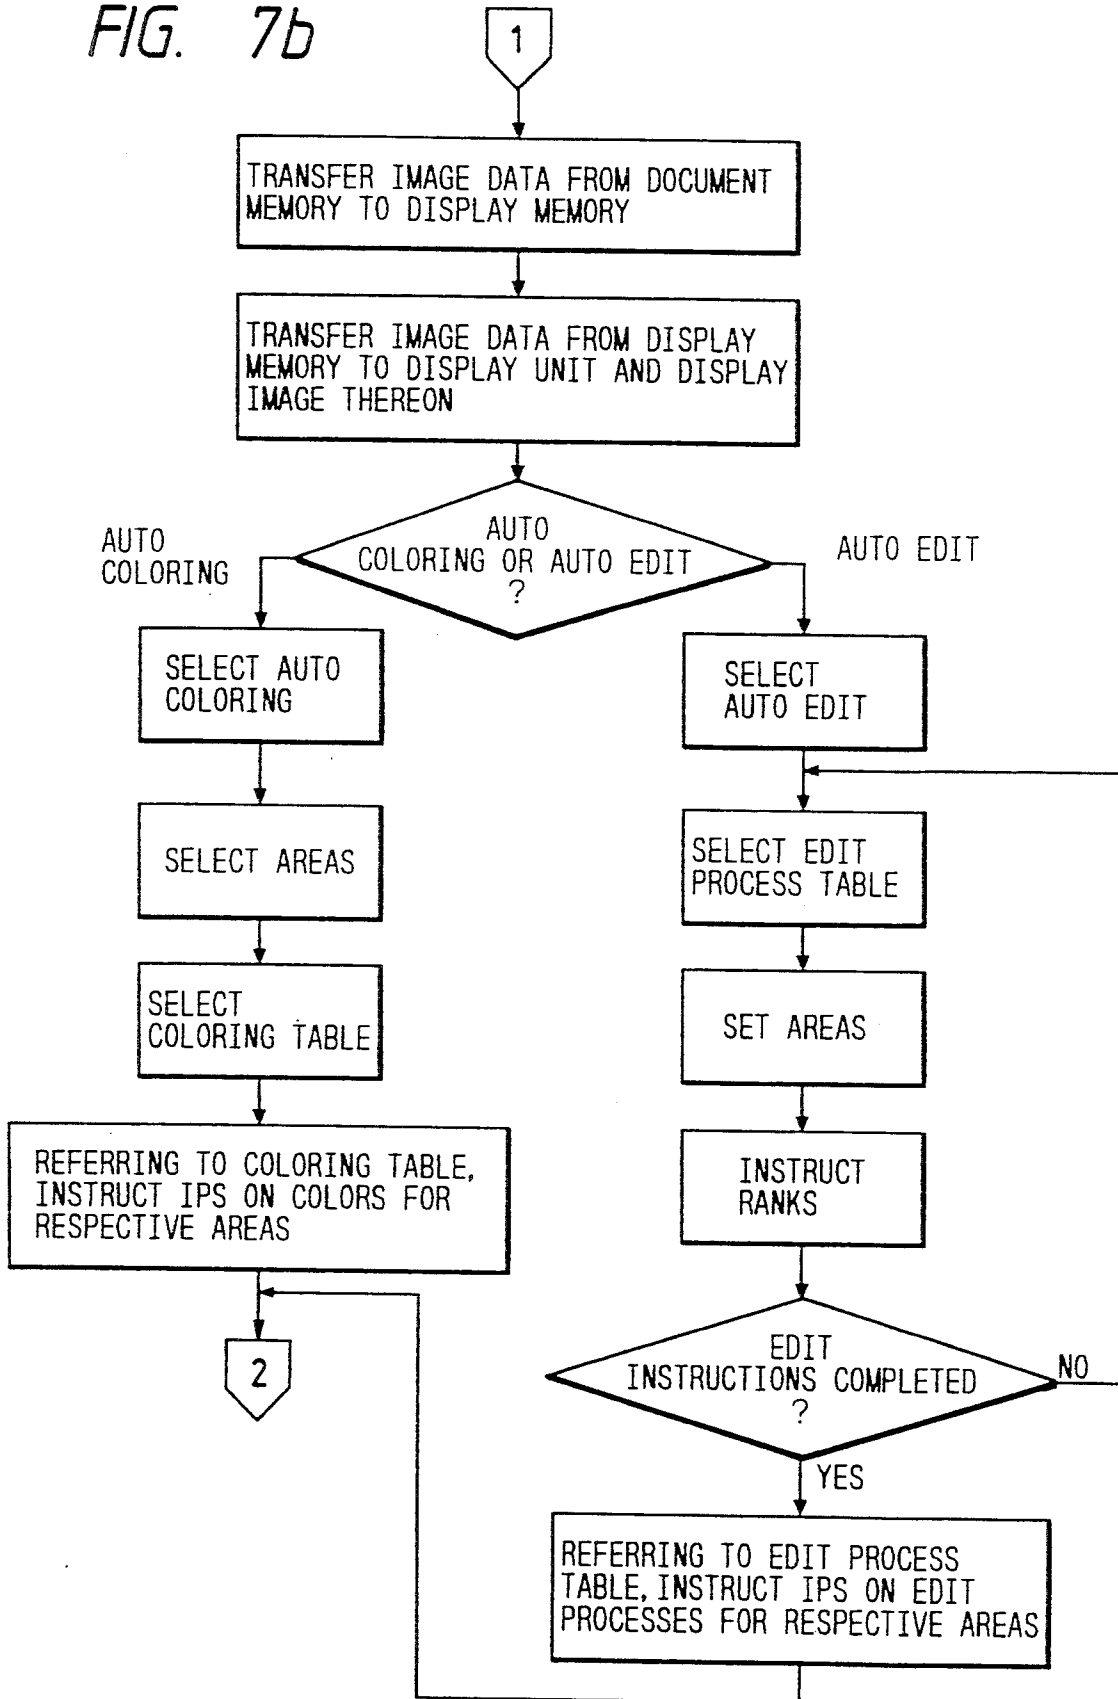 FIG. 7b
1
TRANSFER IMAGE DATA FROM DOCUMENT
MEMORY TO DISPLAY MEMORY
TRANSFER IMAGE DATA FROM DISPLAY
MEMORY TO DISPLAY UNIT AND DISPLAY
IMAGE THEREON
AUTO
COLORING OR AUTO EDIT
?
AUTO
COLORING
AUTO EDIT
SELECT AUTO
COLORING
SELECT AREAS
SELECT
COLORING TABLE
REFERRING TO COLORING TABLE,
INSTRUCT IPS ON COLORS FOR
RESPECTIVE AREAS
2
SELECT
AUTO EDIT
SELECT EDIT
PROCESS TABLE
SET AREAS
INSTRUCT
RANKS
EDIT
INSTRUCTIONS COMPLETED
?
NO
YES
REFERRING TO EDIT PROCESS
TABLE, INSTRUCT IPS ON EDIT
PROCESSES FOR RESPECTIVE AREAS